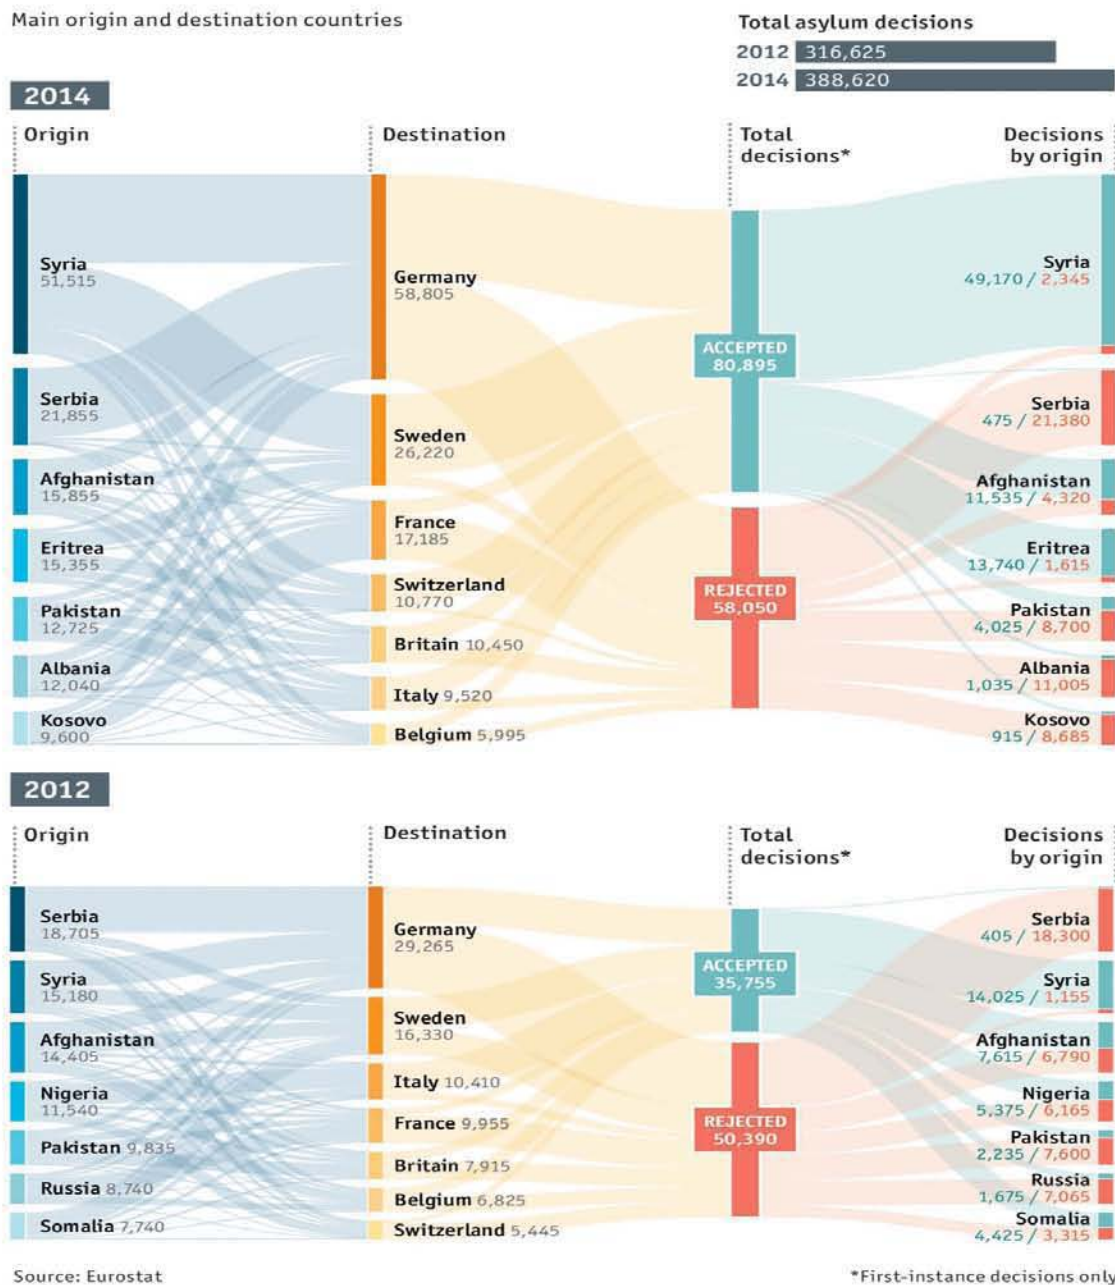 Main origin and destination countries
Total asylum decisions
2012 316,625
2014 388,620
2014
Origin
Destination
Total
decisions*
Decisions
by origin
Syria
51,515
Serbia
21,855
Afghanistan
15,855
Eritrea
15,355
Pakistan
12,725
Albania
12,040
Kosovo
9,600
Germany
58,805
Sweden
26,220
France
17,185
Switzerland
10,770
Britain 10,450
Italy 9,520
Belgium 5,995
ACCEPTED
80,895
REJECTED
58,050
Syria
49,170 / 2,345
Serbia
475 / 21,380
Afghanistan
11,535 / 4,320
Eritrea
13,740 / 1,615
Pakistan
4,025 / 8,700
Albania
1,035 / 11,005
Kosovo
915 / 8,685
2012
Origin
Destination
Total
decisions*
Decisions
by origin
Serbia
18,705
Syria
15,180
Afghanistan
14,405
Nigeria
11,540
Pakistan 9,835
Russia 8,740
Somalia 7,740
Germany
29,265
Sweden
16,330
Italy 10,410
France 9,955
Britain 7,915
Belgium 6,825
Switzerland 5,445
ACCEPTED
35,755
REJECTED
50,390
Serbia
405 / 18,300
Syria
14,025 / 1,155
Afghanistan
7,615 / 6,790
Nigeria
5,375 / 6,165
Pakistan
2,235 / 7,600
Russia
1,675 / 7,065
Somalia
4,425 / 3,315
Source: Eurostat
*First-instance decisions only